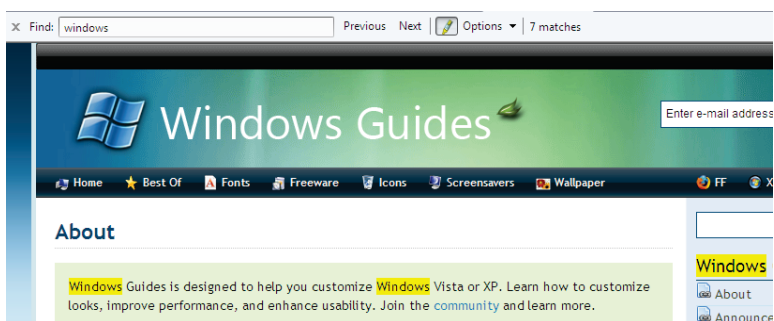 x Find: windows Previous Next Options 7 matches
Windows Guides
Enter e-mail address
Home Best Of Fonts Freeware Icons Screensavers Wallpaper FF X
About
Windows Guides is designed to help you customize Windows Vista or XP. Learn how to customize
looks, improve performance, and enhance usability. Join the community and learn more.
Windows
About
Announce